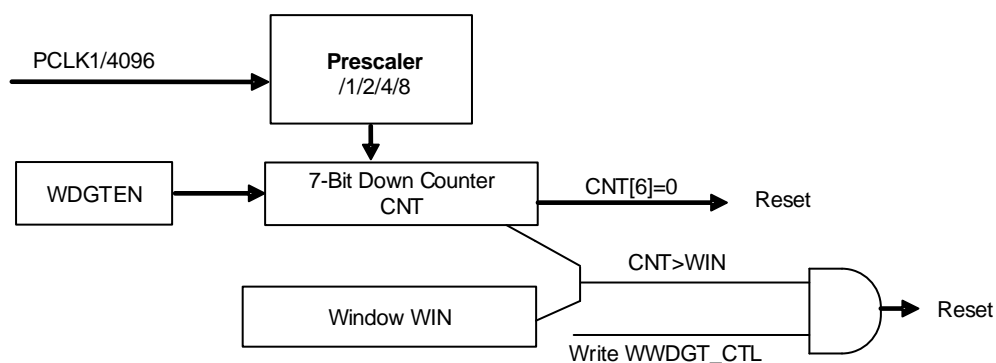 PCLK1/4096
Prescaler
/1/2/4/8
WDGTEN
7-Bit Down Counter
CNT
CNT[6]=0
Reset
CNT>WIN
Window WIN
Reset
Write WWDGT_CTL